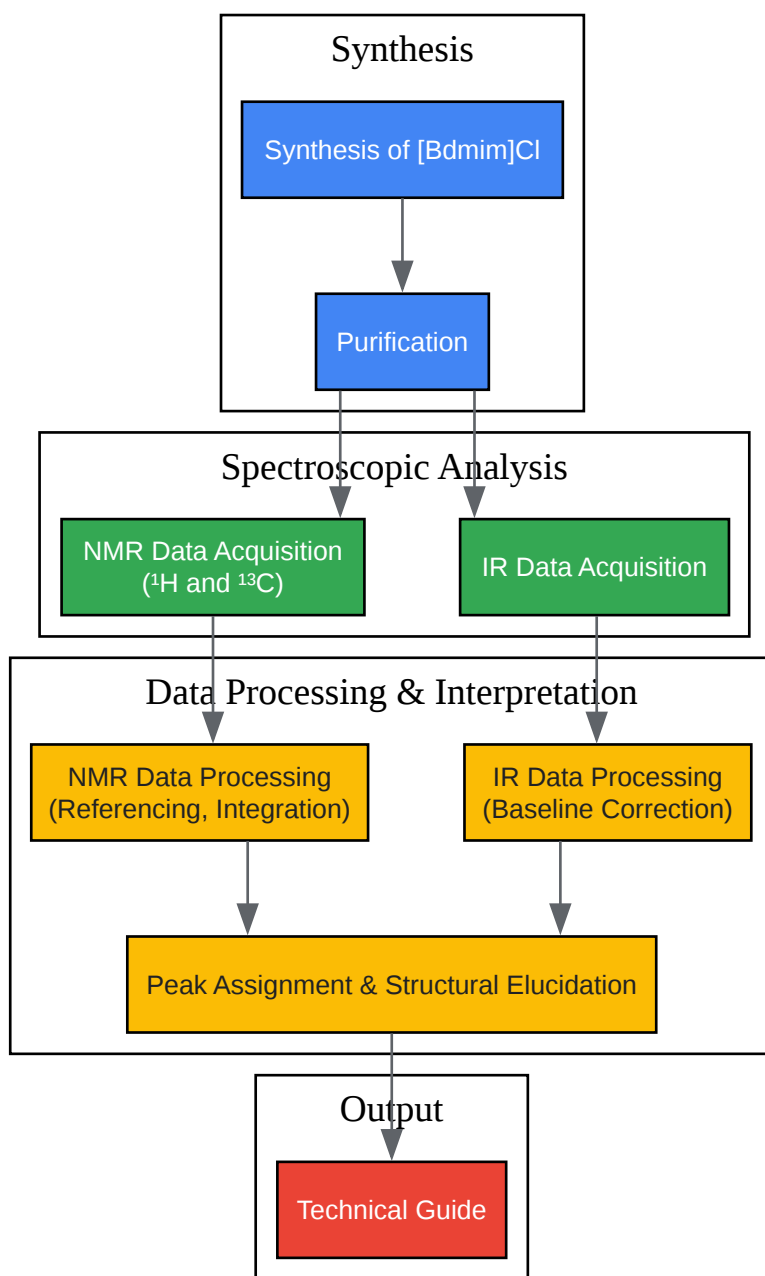 Synthesis
Synthesis of [Bdmim]Cl
Purification
Spectroscopic Analysis
NMR Data Acquisition
(¹H and ¹³C)
IR Data Acquisition
Data Processing & Interpretation
NMR Data Processing
(Referencing, Integration)
IR Data Processing
(Baseline Correction)
Peak Assignment & Structural Elucidation
Output
Technical Guide